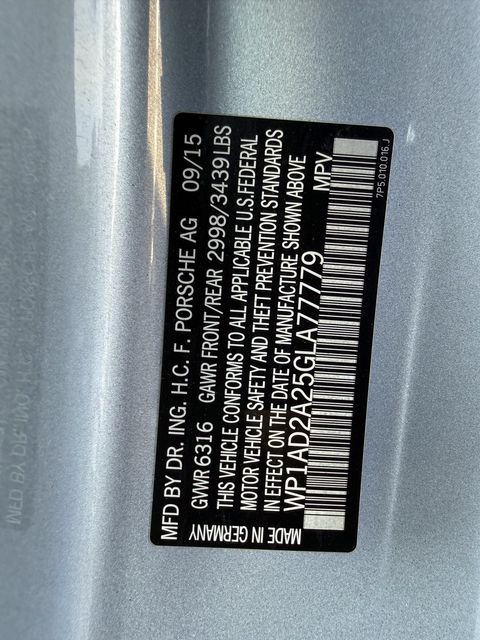 MFD BY DR. ING. H.C. F. PORSCHE AG 09/15
GVWR 6316 GAWR FRONT/REAR 2998/3439 LBS
THIS VEHICLE CONFORMS TO ALL APPLICABLE U.S.FEDERAL
MOTOR VEHICLE SAFETY AND THEFT PREVENTION STANDARDS
IN EFFECT ON THE DATE OF MANUFACTURE SHOWN ABOVE
WP1AD2A25GLA77779 MPV
MADE IN GERMANY
7P5.010.016.J